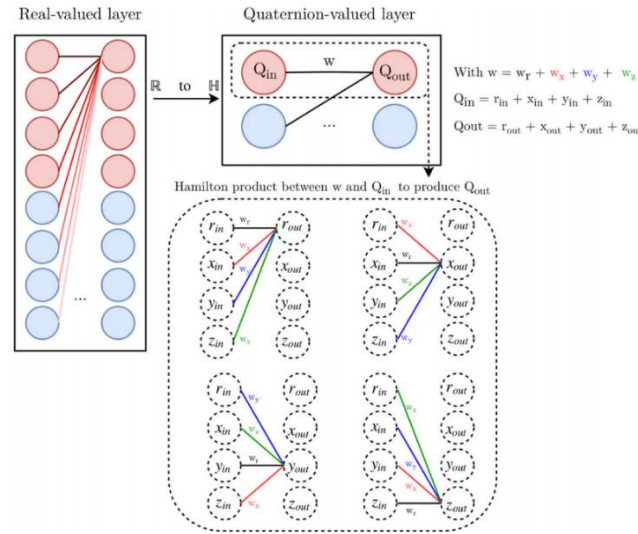 Real-valued layer
Quaternion-valued layer
ℝ to ℍ
Q_in w Q_out
...
With w = w_r + w_x + w_y + w_z
Q_in = r_in + x_in + y_in + z_in
Qout = r_out + x_out + y_out + z_ou
...
Hamilton product between w and Q_in to produce Q_out
r_in w_r r_out
w_x
x_in w_y x_out
y_in y_out
z_in w_z z_out
r_in w_x r_out
x_in w_r x_out
w_z
y_in y_out
z_in w_y z_out
r_in w_y r_out
x_in w_z x_out
y_in w_r y_out
z_in w_x z_out
r_in w_z r_out
x_in x_out
w_y
y_in w_x y_out
z_in w_r z_out